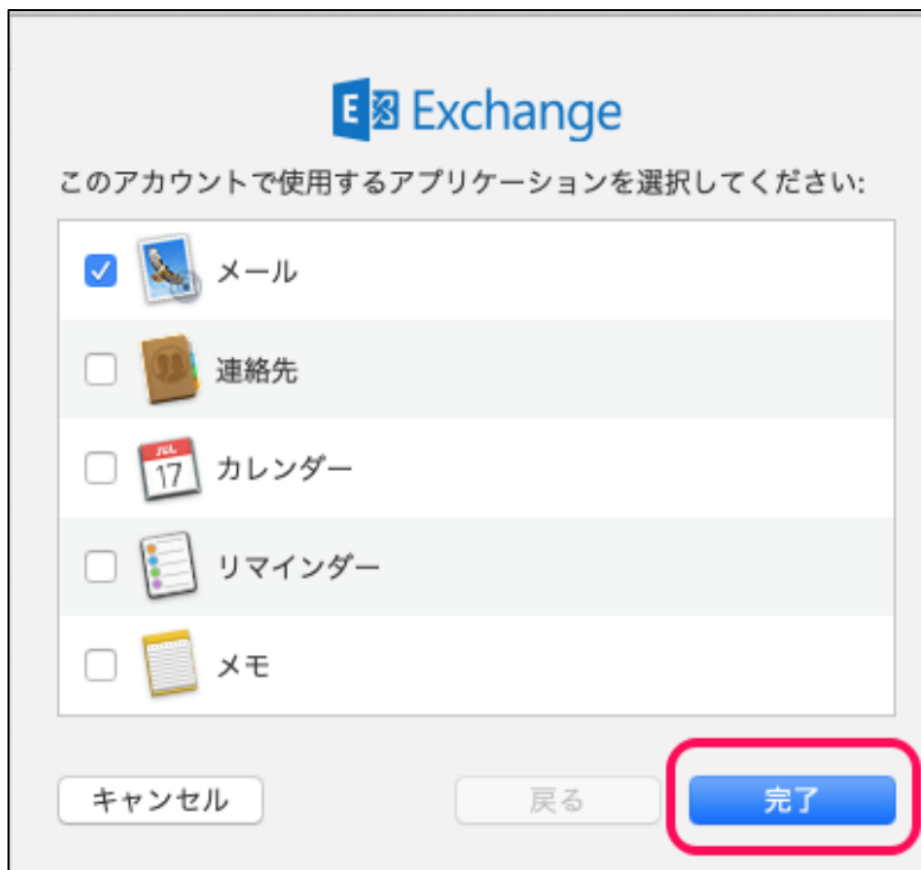 E Exchange
このアカウントで使用するアプリケーションを選択してください:
メール
連絡先
JUL
17
カレンダー
リマインダー
メモ
キャンセル
戻る
完了